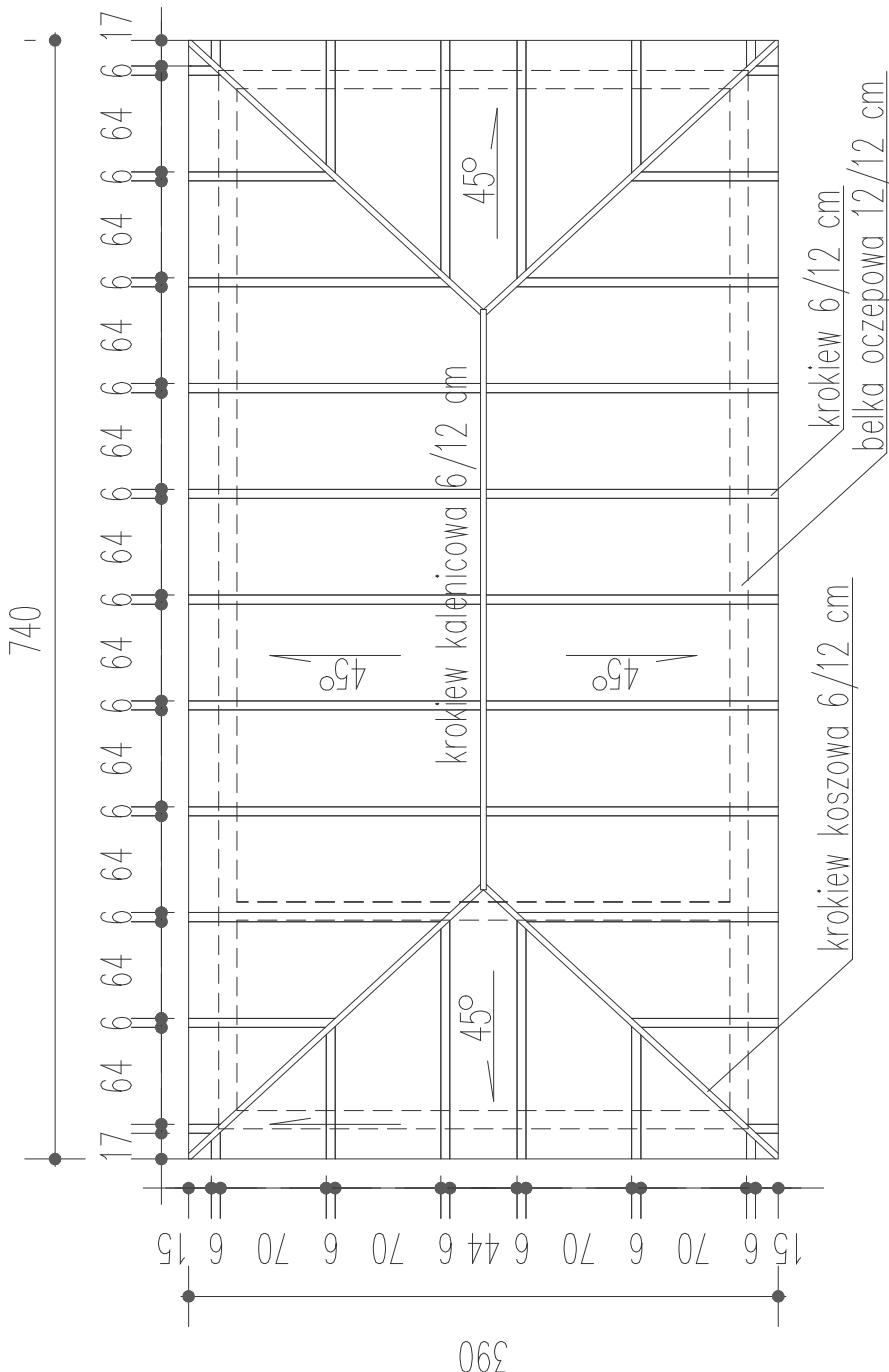 740
17 64 6 64 6 64 6 64 6 64 6 64 6 64 6 64 6 64 6 64 6 17
15 6 70 6 70 6 44 6 70 6 70 6 15
390
45°
45°
45°
45°
krokiew kalenicowa 6/12 cm
krokiew koszowa 6/12 cm
krokiew 6/12 cm
belka oczepowa 12/12 cm